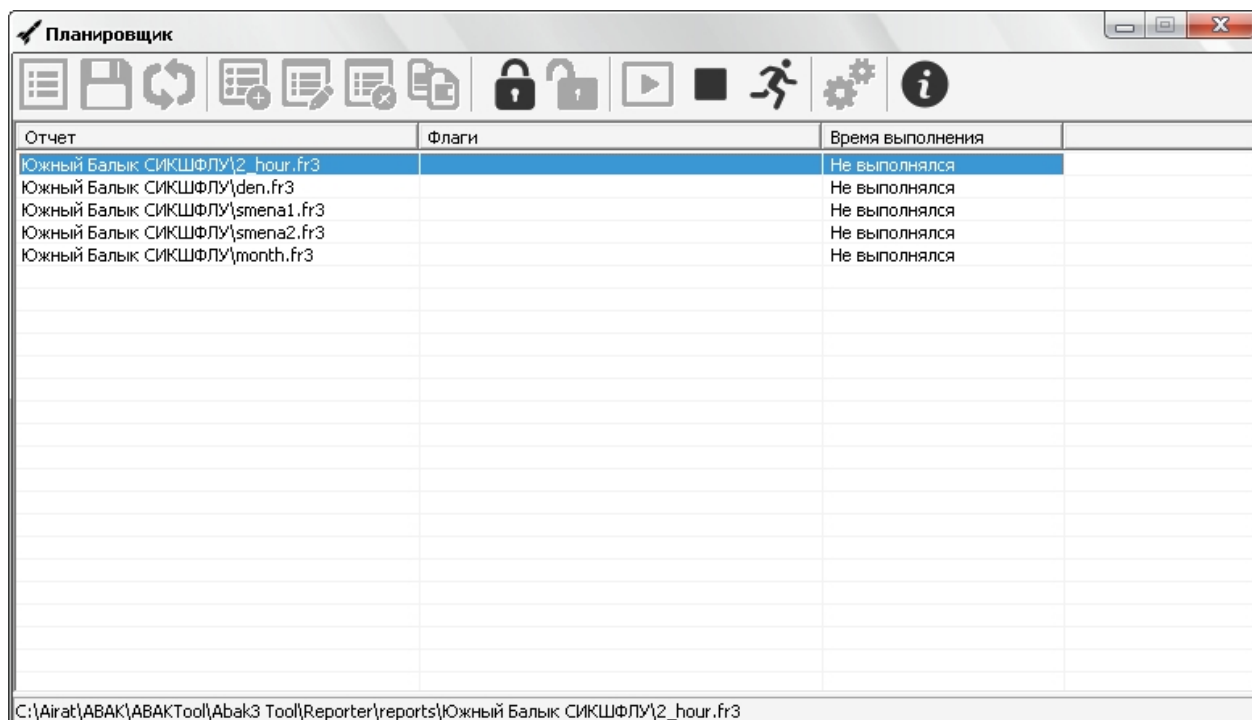 Планировщик
Отчет Флаги Время выполнения
Южный Балык СИКШФЛУ\2_hour.fr3 Не выполнялся
Южный Балык СИКШФЛУ\den.fr3 Не выполнялся
Южный Балык СИКШФЛУ\smena1.fr3 Не выполнялся
Южный Балык СИКШФЛУ\smena2.fr3 Не выполнялся
Южный Балык СИКШФЛУ\month.fr3 Не выполнялся
C:\Airat\ABAK\ABAKTool\Abak3 Tool\Reporter\reports\Южный Балык СИКШФЛУ\2_hour.fr3